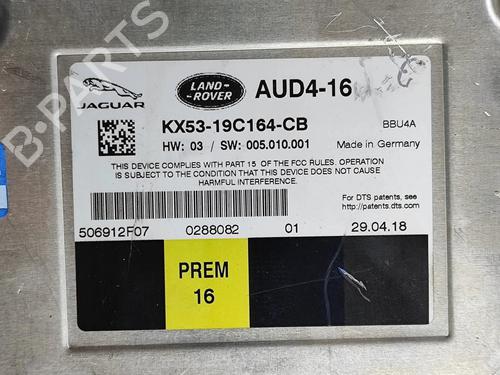 JAGUAR
LAND-
ROVER
AUD4-16
KX53-19C164-CB
BBU4A
HW: 03 / SW: 005.010.001
Made in Germany
THIS DEVICE COMPLIES WITH PART 15 OF THE FCC RULES. OPERATION
IS SUBJECT TO THE CONDITION THAT THIS DEVICE DOES NOT CAUSE
HARMFUL INTERFERENCE.
For DTS patents, see
http://patents.dts.com.
506912F07 0288082 01 29.04.18
PREM
16
B-PARTS